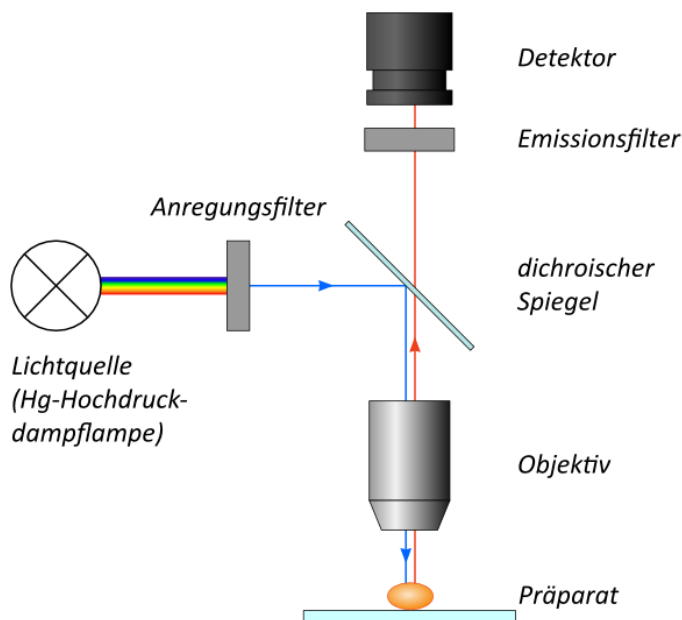 Detektor
Emissionsfilter
Anregungsfilter
dichroischer
Spiegel
Lichtquelle
(Hg-Hochdruck-
dampflampe)
Objektiv
Präparat